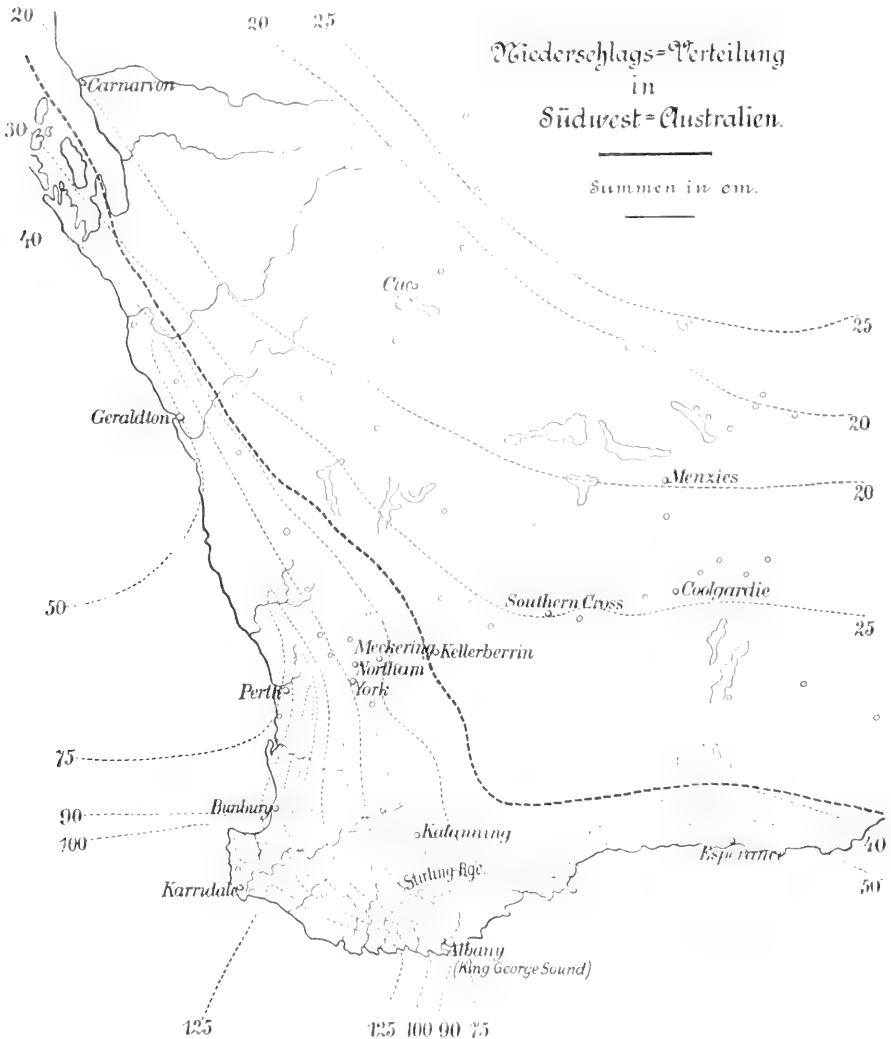 20
20
25
Niederschlags=Verteilung
in
Südwest=Australien.
Summen in cm.
Carnarvon
30
40
Cue
25
Geraldton
20
Menzies
20
50
Southern Cross
Coolgardie
25
Meckering
Kellerberrin
Northam
York
Perth
75
90
Bunbury
100
Katanning
Esperance
40
Stirling Rge.
50
Karridale
Albany
(King George Sound)
125
125 100 90 75